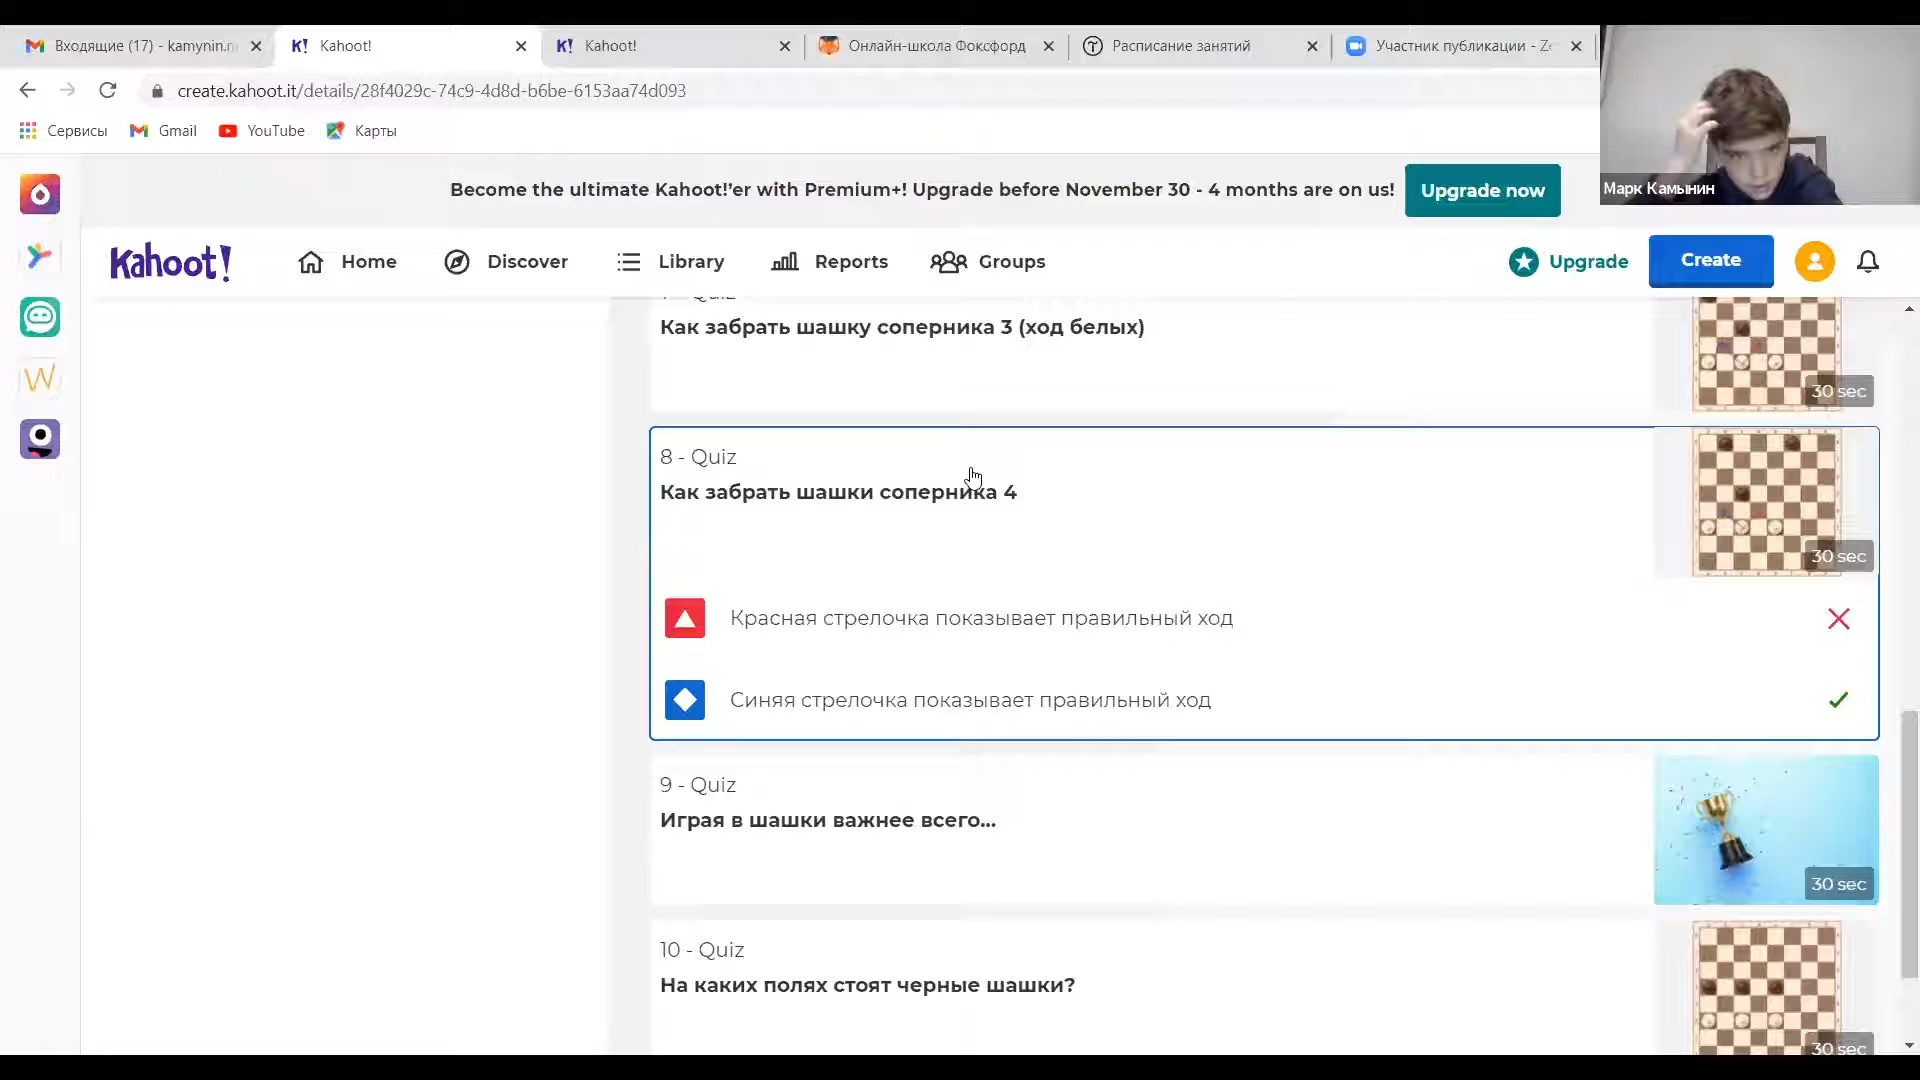 Входящие (17) - kamynin.
Kahoot!
Kahoot!
Онлайн-школа Фоксфорд
Расписание занятий
Участник публикации - Zo
create.kahoot.it/details/28f4029c-74c9-4d8d-b6be-6153aa74d093
Сервисы
Gmail
YouTube
Карты
Марк Камынин
Become the ultimate Kahoot!'er with Premium+! Upgrade before November 30 - 4 months are on us!
Upgrade now
Kahoot!
Home
Discover
Library
Reports
Groups
Upgrade
Create
7 - Quiz
Как забрать шашку соперника 3 (ход белых)
30 sec
8 - Quiz
Как забрать шашки соперника 4
30 sec
Красная стрелочка показывает правильный ход
Синяя стрелочка показывает правильный ход
9 - Quiz
Играя в шашки важнее всего...
30 sec
10 - Quiz
На каких полях стоят черные шашки?
30 sec